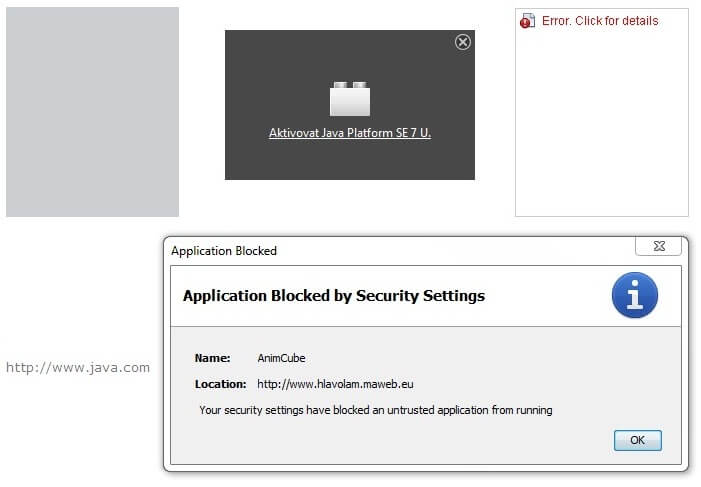 Error. Click for details
Aktivovat Java Platform SE 7 U.
Application Blocked
Application Blocked by Security Settings
Name: AnimCube
http://www.java.com
Location: http://www.hlavolam.maweb.eu
Your security settings have blocked an untrusted application from running
OK